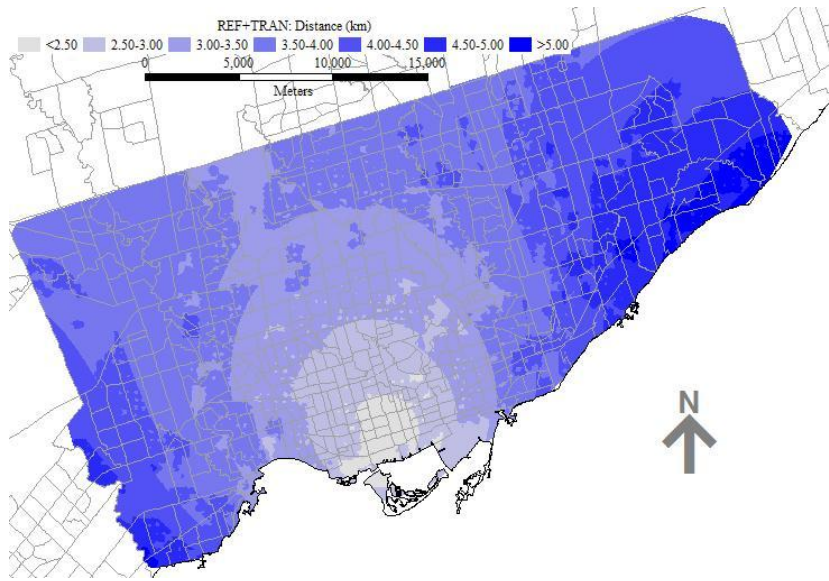 REF+TRAN: Distance (km)
<2.50 2.50-3.00 3.00-3.50 3.50-4.00 4.00-4.50 4.50-5.00 >5.00
0 5,000 10,000 15,000
Meters
N